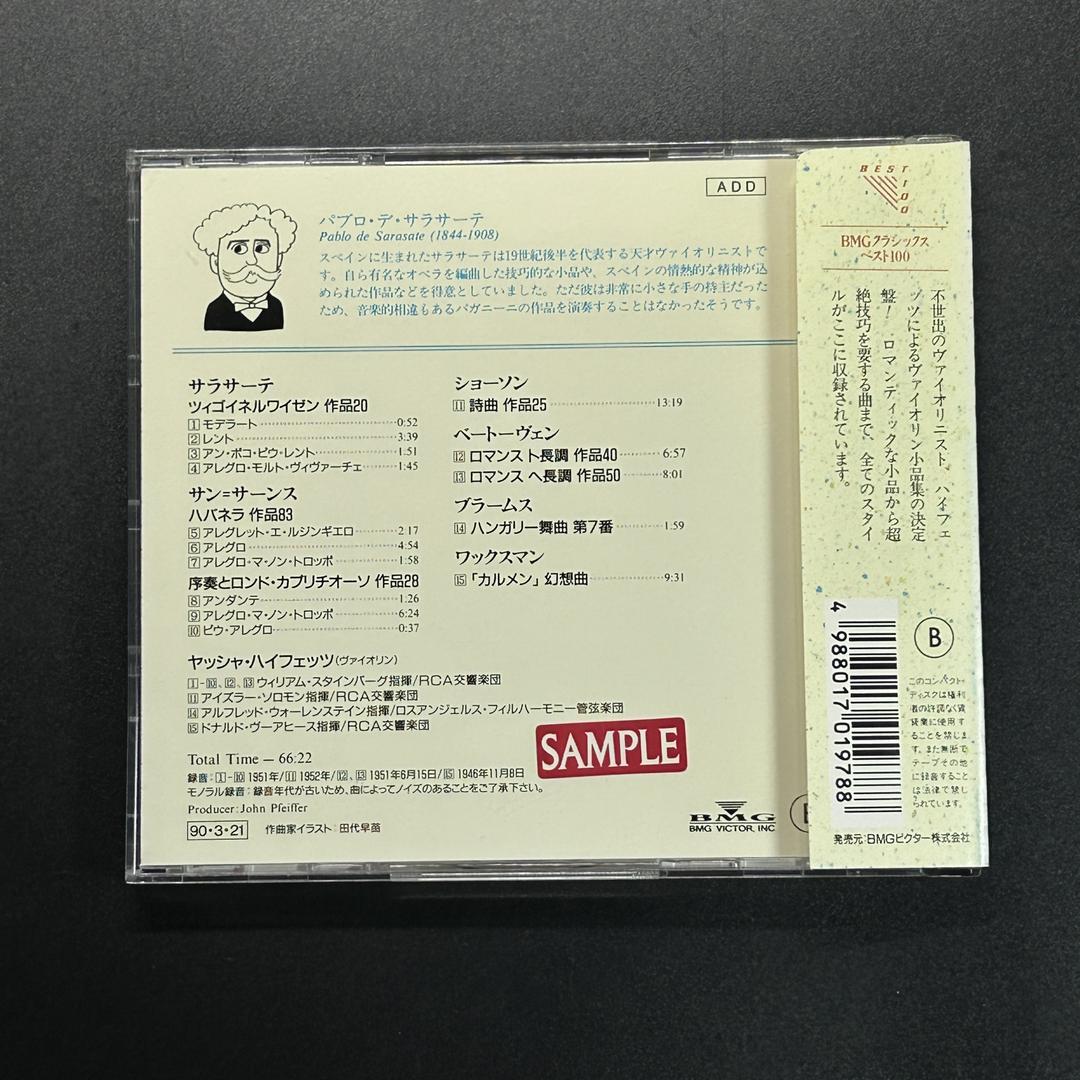 ADD
パブロ・デ・サラサーテ
Pablo de Sarasate (1844-1908)
スペインに生まれたサラサーテは19世紀後半を代表する天才ヴァイオリニストで
す。自ら有名なオペラを編曲した技巧的な小品や、スペインの情熱的な精神が込
められた作品などを得意としていました。ただ彼は非常に小さな手の持主だった
ため、音楽的相違もあるパガニーニの作品を演奏することはなかったそうです。
サラサーテ
ツィゴイネルワイゼン 作品20
1 モデラート 0:52
2 レント 3:39
3 アン・ポコ・ピウ・レント 1:51
4 アレグロ・モルト・ヴィヴァーチェ 1:45
サン=サーンス
ハバネラ 作品83
5 アレグレット・エ・ルジンギエロ 2:17
6 アレグロ 4:54
7 アレグロ・マ・ノン・トロッポ 1:58
序奏とロンド・カプリチオーソ 作品28
8 アンダンテ 1:26
9 アレグロ・マ・ノン・トロッポ 6:24
10 ピウ・アレグロ 0:37
ショーソン
11 詩曲 作品25 13:19
ベートーヴェン
12 ロマンス ト長調 作品40 6:57
13 ロマンス ヘ長調 作品50 8:01
ブラームス
14 ハンガリー舞曲 第7番 1:59
ワックスマン
15 「カルメン」幻想曲 9:31
ヤッシャ・ハイフェッツ(ヴァイオリン)
1-10、12、13 ウィリアム・スタインバーグ指揮/RCA交響楽団
11 アイズラー・ソロモン指揮/RCA交響楽団
14 アルフレッド・ウォーレンステイン指揮/ロスアンジェルス・フィルハーモニー管弦楽団
15 ドナルド・ヴーアヒース指揮/RCA交響楽団
Total Time — 66:22
録音:1-10 1951年/11 1952年/12、13 1951年6月15日/15 1946年11月8日
モノラル録音:録音年代が古いため、曲によってノイズのあることをご了承下さい。
Producer:John Pfeiffer
90・3・21 作曲家イラスト:田代早苗
SAMPLE
BMG
BMG VICTOR, INC.
BEST 100
BMGクラシックス
ベスト100
不世出のヴァイオリニスト ハイフェ
ッツによるヴァイオリン小品集の決定
盤! ロマンティックな小品から超
絶技巧を要する曲まで、全てのスタイ
ルがここに収録されています。
B
4 988017 019788
このコンパクト
ディスクは権利
者の許諾なく賃
貸業に使用す
ることを禁じま
す。また無断で
テープその他
に録音すること
は法律で禁じ
られています。
発売元:BMGビクター株式会社